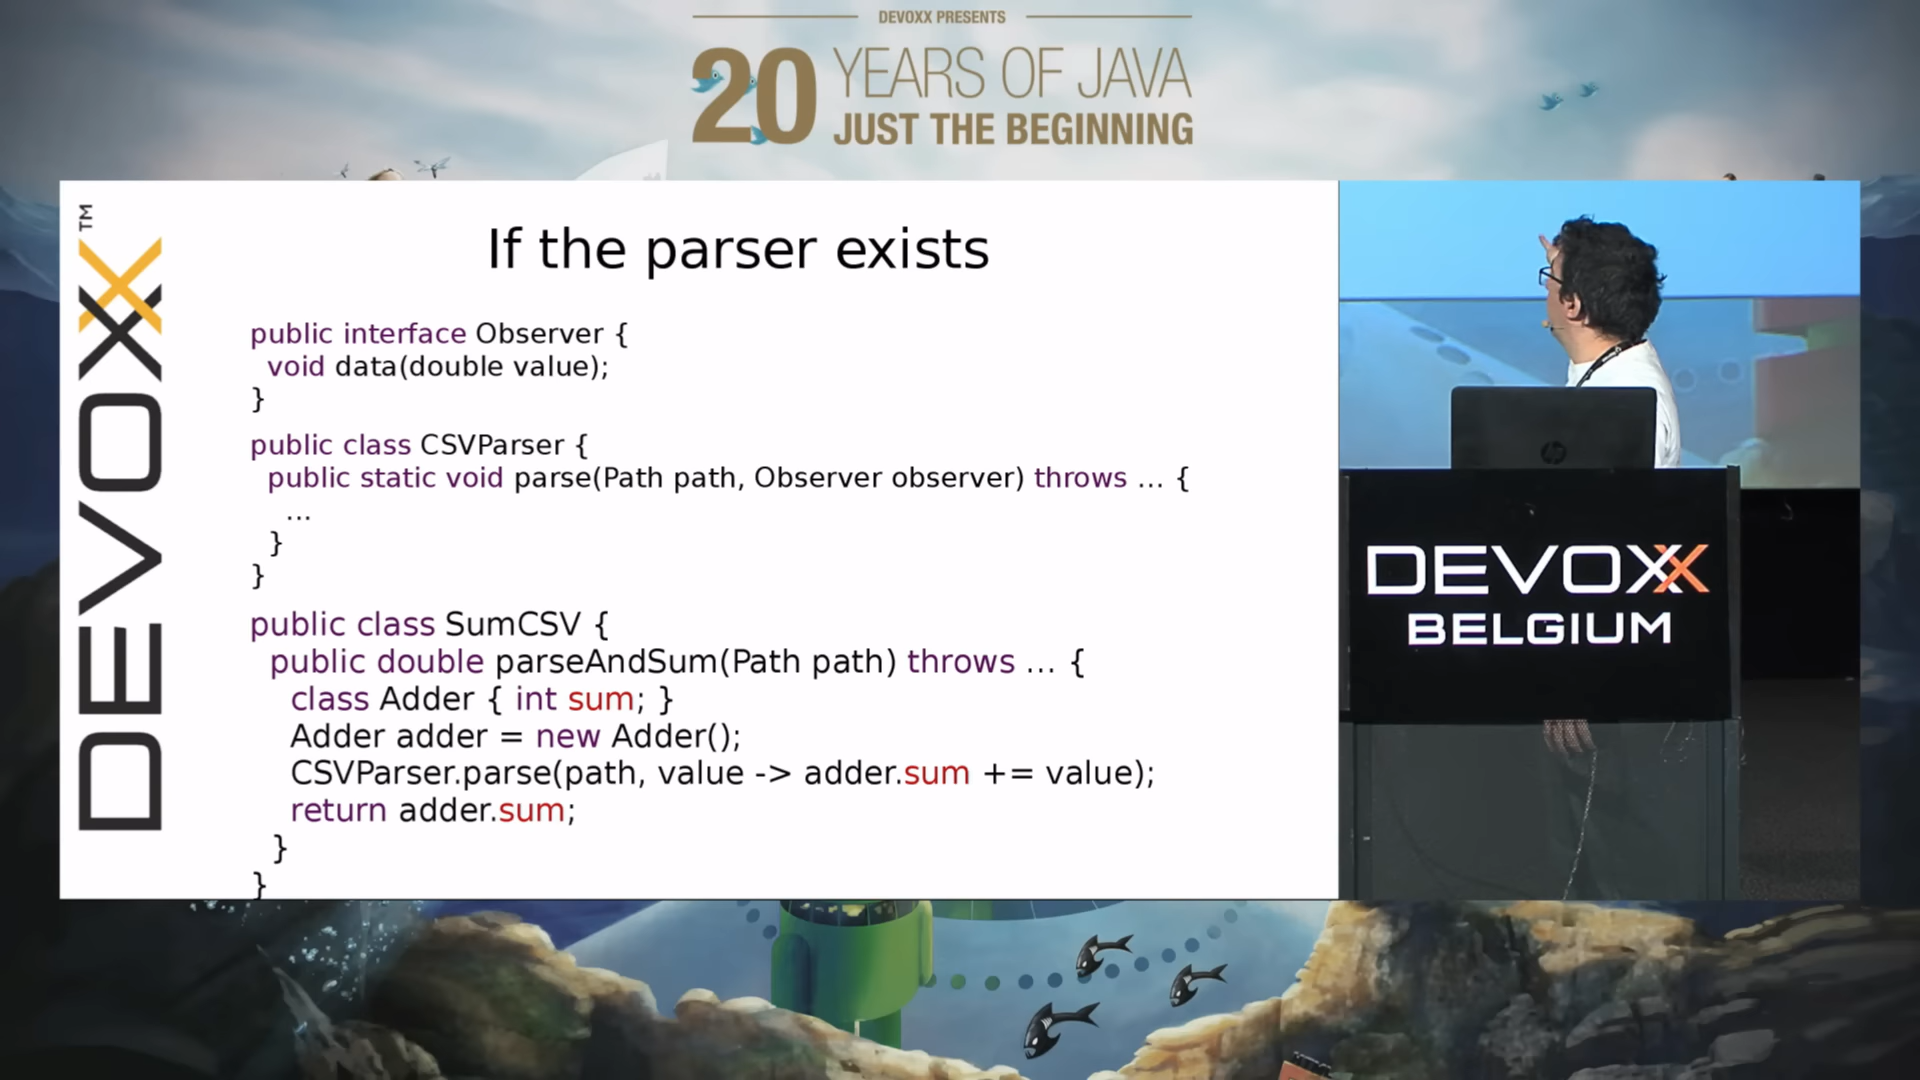 DEVOXX PRESENTS
20 YEARS OF JAVA
JUST THE BEGINNING
DEVOXX™
If the parser exists
public interface Observer {
void data(double value);
}
public class CSVParser {
public static void parse(Path path, Observer observer) throws … {
…
}
}
public class SumCSV {
public double parseAndSum(Path path) throws … {
class Adder { int sum; }
Adder adder = new Adder();
CSVParser.parse(path, value -> adder.sum += value);
return adder.sum;
}
}
DEVOXX
BELGIUM